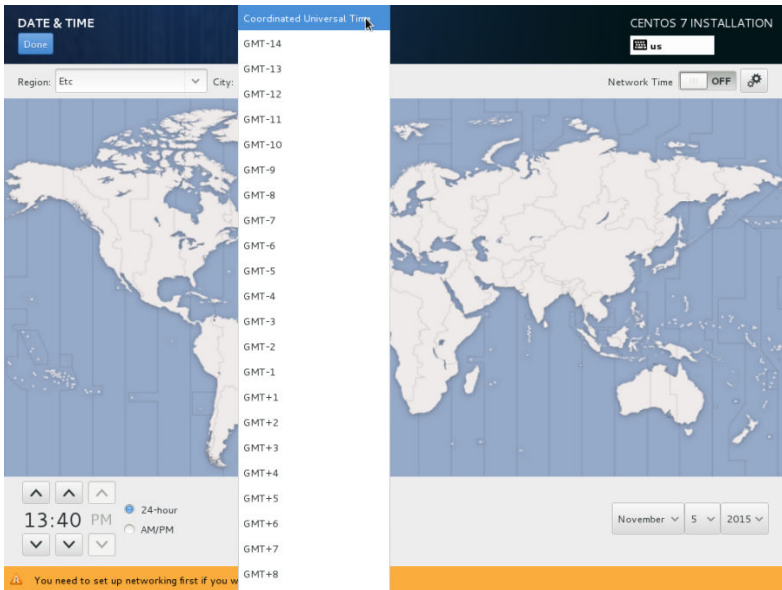 DATE & TIME
Done
CENTOS 7 INSTALLATION
us
Region: Etc City:
Network Time OFF
Coordinated Universal Time
GMT-14
GMT-13
GMT-12
GMT-11
GMT-10
GMT-9
GMT-8
GMT-7
GMT-6
GMT-5
GMT-4
GMT-3
GMT-2
GMT-1
GMT+1
GMT+2
GMT+3
GMT+4
GMT+5
GMT+6
GMT+7
GMT+8
13:40 PM
24-hour
AM/PM
November 5 2015
You need to set up networking first if you w